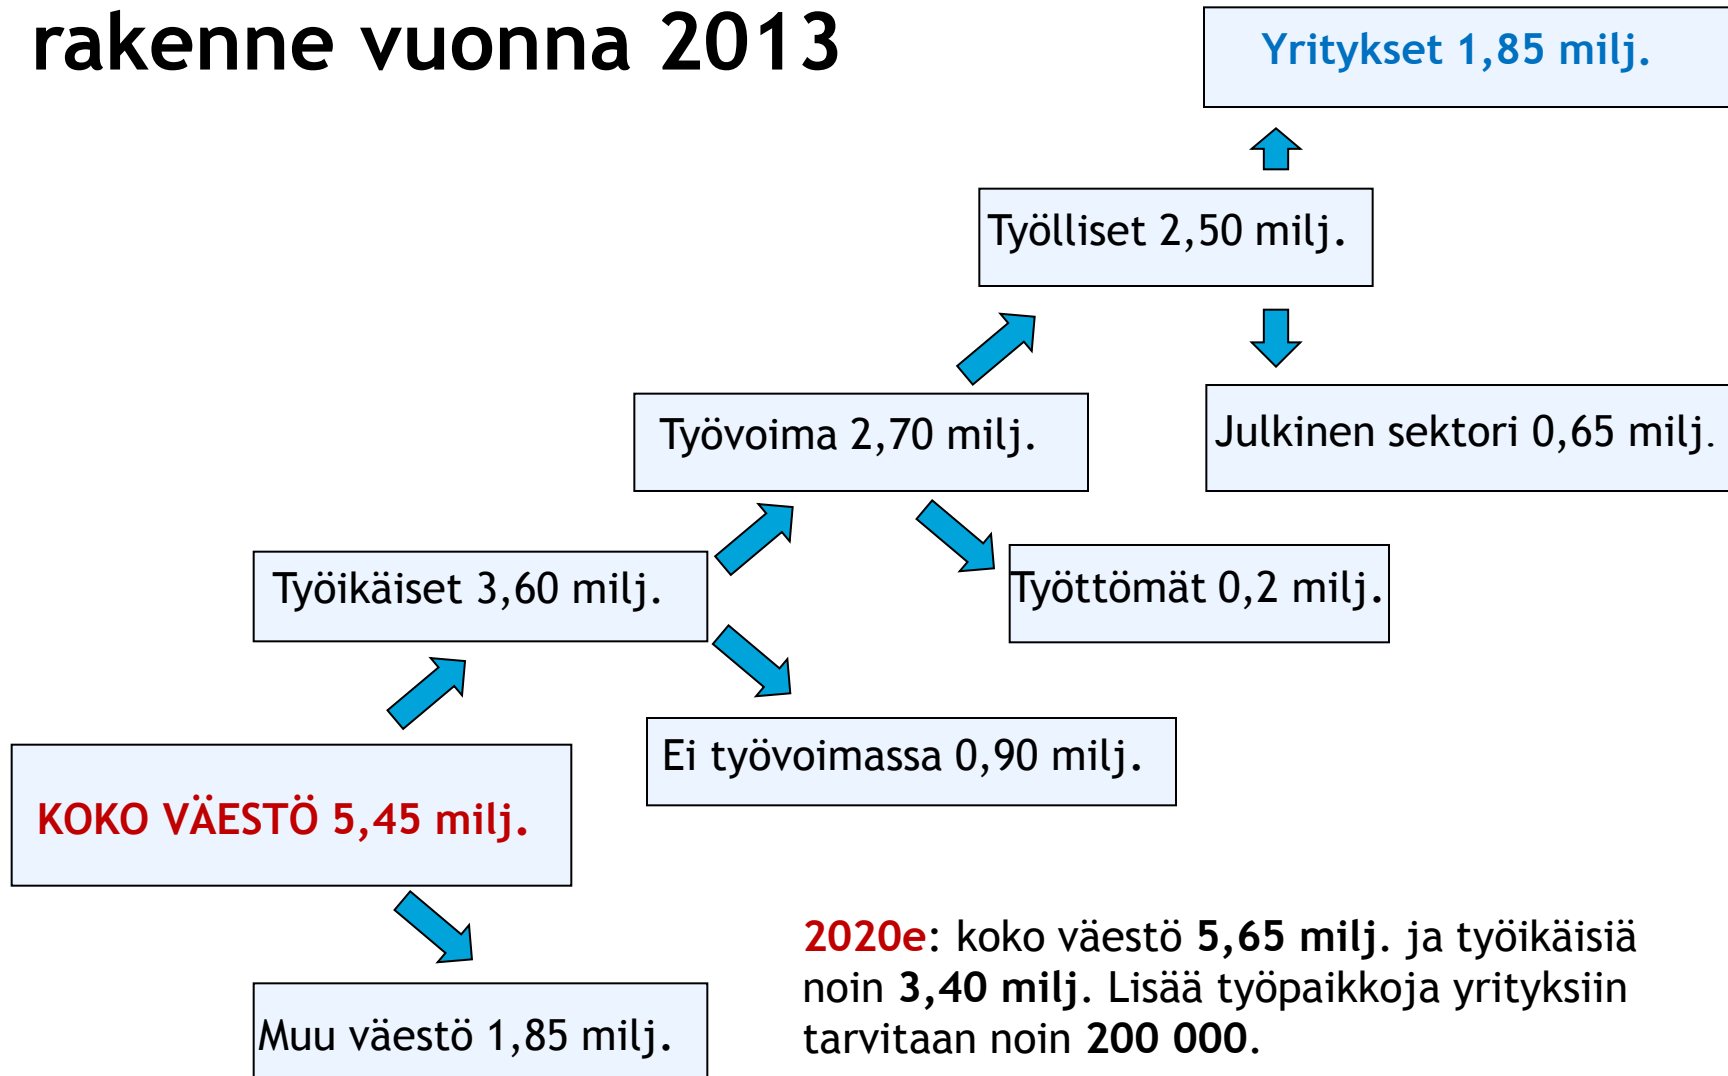 rakenne vuonna 2013
Yritykset 1,85 milj.
Työlliset 2,50 milj.
Työvoima 2,70 milj.
Julkinen sektori 0,65 milj.
Työikäiset 3,60 milj.
Työttömät 0,2 milj.
Ei työvoimassa 0,90 milj.
KOKO VÄESTÖ 5,45 milj.
Muu väestö 1,85 milj.
2020e: koko väestö 5,65 milj. ja työikäisiä
noin 3,40 milj. Lisää työpaikkoja yrityksiin
tarvitaan noin 200 000.